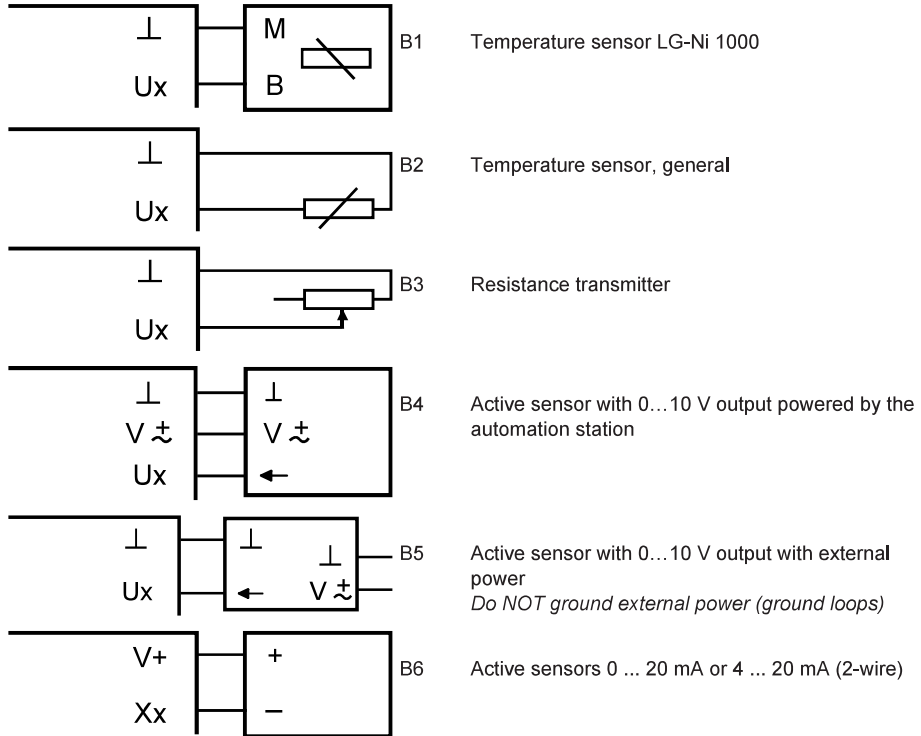 ⊥ M B1 Temperature sensor LG-Ni 1000
Ux B
⊥ B2 Temperature sensor, general
Ux
⊥ B3 Resistance transmitter
Ux
⊥ ⊥ B4 Active sensor with 0…10 V output powered by the
V ≂ V ≂ automation station
Ux
⊥ ⊥ ⊥ B5 Active sensor with 0…10 V output with external
power
Ux V ≂ Do NOT ground external power (ground loops)
V+ + B6 Active sensors 0 ... 20 mA or 4 ... 20 mA (2-wire)
Xx –